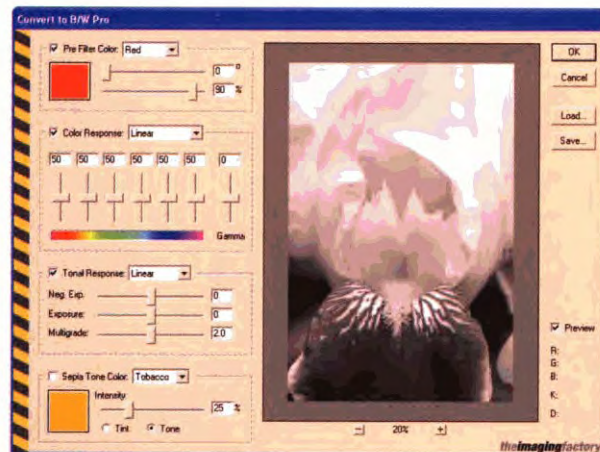 Convert to B/W Pro
Pre Filter Color: Red
0 °
90 %
Color Response: Linear
50 50 50 50 50 50 0
Gamma
Tonal Response: Linear
Neg. Exp. 0
Exposure: 0
Multigrade: 2.0
Sepia Tone Color: Tobacco
Intensity
25 %
Tint Tone
20%
OK
Cancel
Load...
Save...
Preview
R:
G:
B:
K:
D:
theimagingfactory